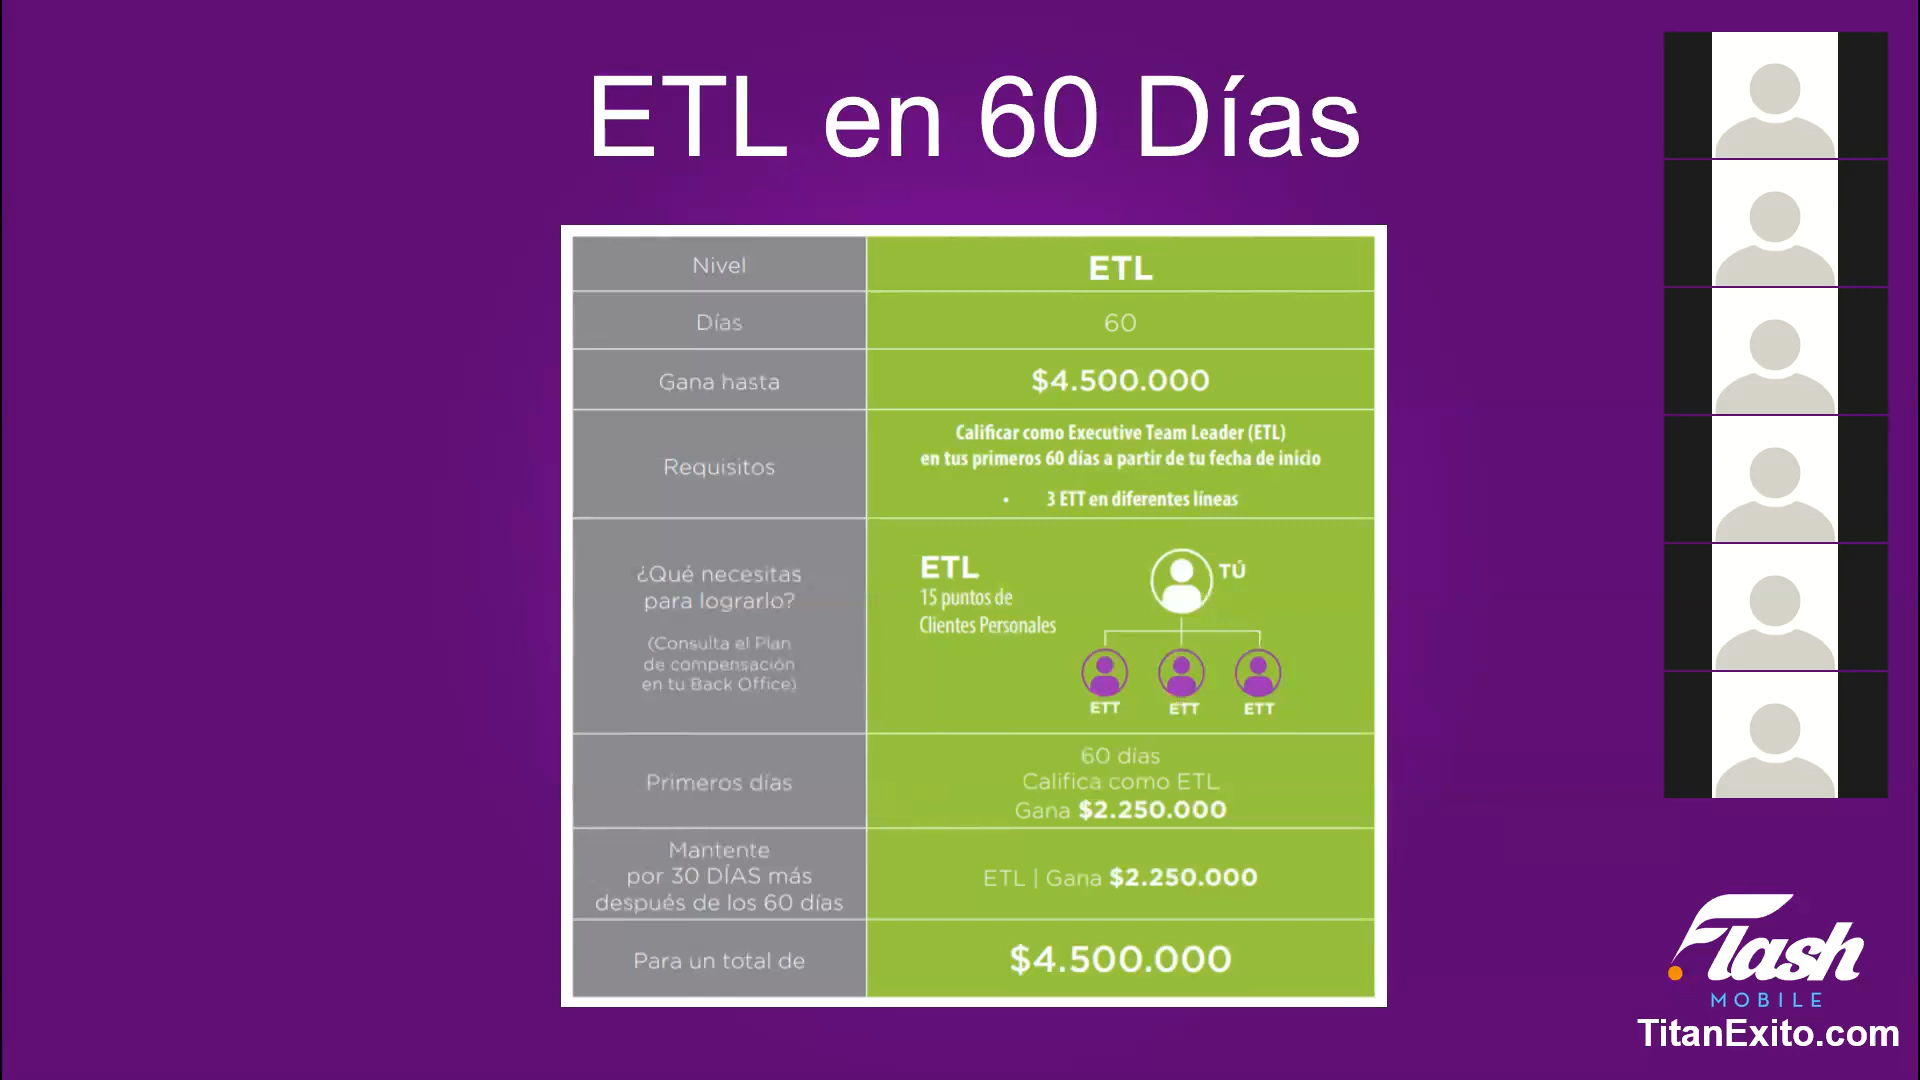 ETL en 60 Días
Nivel
ETL
Días
60
Gana hasta
$4.500.000
Requisitos
Calificar como Executive Team Leader (ETL)
en tus primeros 60 días a partir de tu fecha de inicio
• 3 ETT en diferentes líneas
¿Qué necesitas
para lograrlo?
(Consulta el Plan
de compensación
en tu Back Office)
ETL
15 puntos de
Clientes Personales
TÚ
ETT ETT ETT
Primeros días
60 días
Califica como ETL
Gana $2.250.000
Mantente
por 30 DÍAS más
después de los 60 días
ETL | Gana $2.250.000
Para un total de
$4.500.000
Flash
MOBILE
TitanExito.com